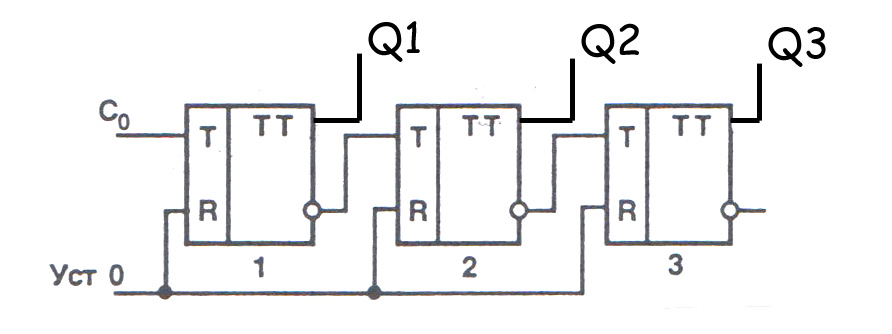 Q1 Q2 Q3
C0
T TT T TT T TT
R R R
1 2 3
Уст 0